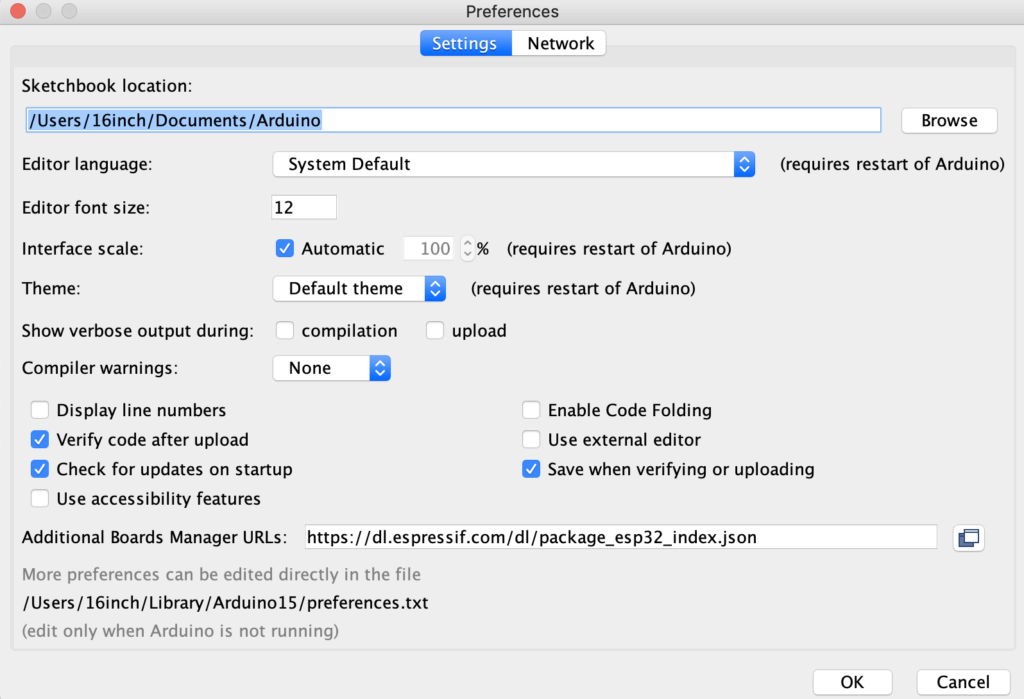 Preferences
Settings Network
Sketchbook location:
/Users/16inch/Documents/Arduino Browse
Editor language: System Default (requires restart of Arduino)
Editor font size: 12
Interface scale: Automatic 100 % (requires restart of Arduino)
Theme: Default theme (requires restart of Arduino)
Show verbose output during: compilation upload
Compiler warnings: None
Display line numbers Enable Code Folding
Verify code after upload Use external editor
Check for updates on startup Save when verifying or uploading
Use accessibility features
Additional Boards Manager URLs: https://dl.espressif.com/dl/package_esp32_index.json
More preferences can be edited directly in the file
/Users/16inch/Library/Arduino15/preferences.txt
(edit only when Arduino is not running)
OK Cancel